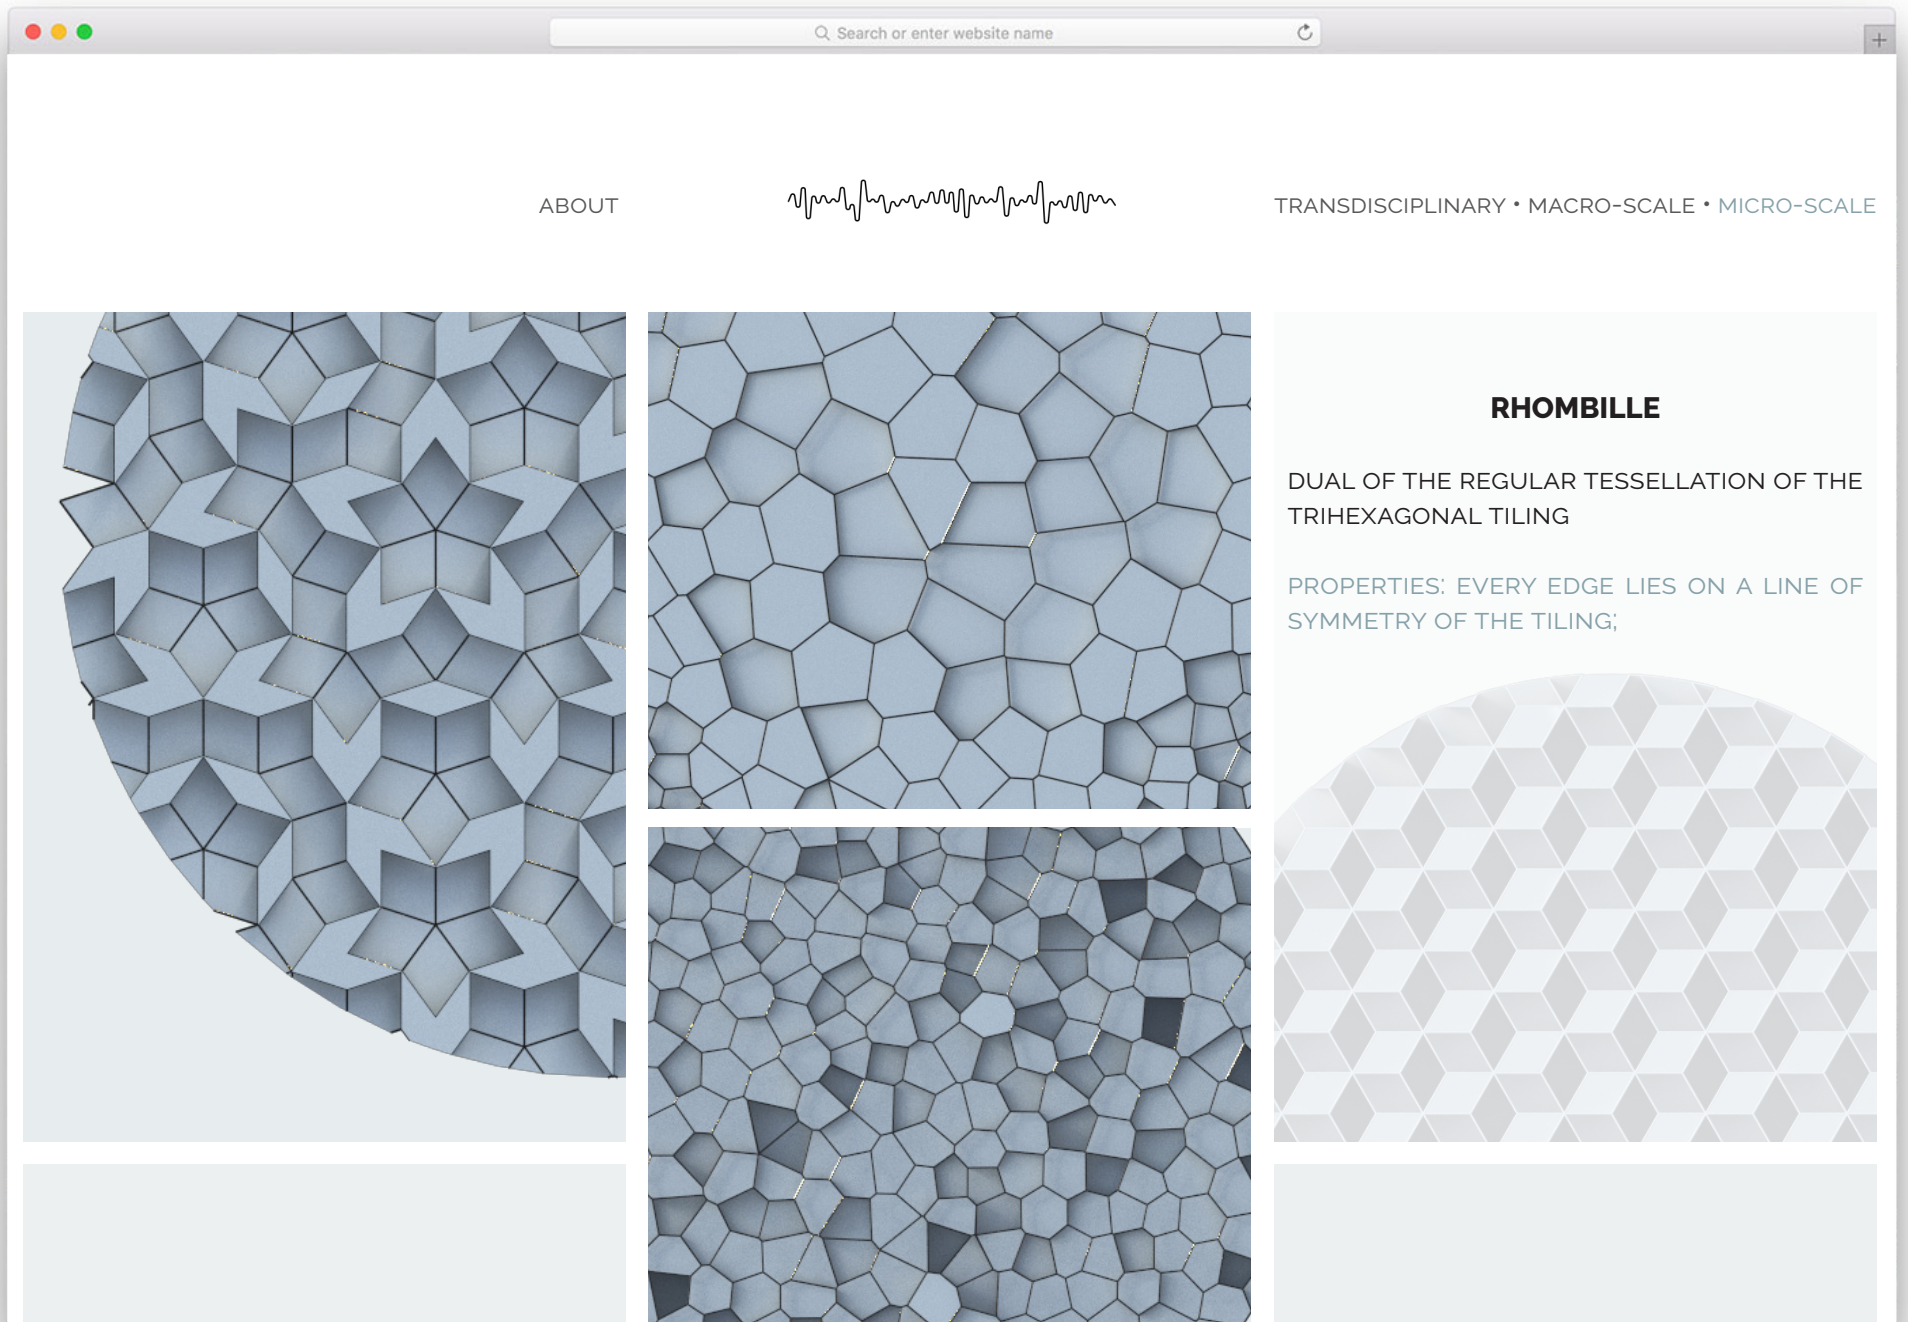 Search or enter website name
ABOUT
TRANSDISCIPLINARY • MACRO-SCALE • MICRO-SCALE
RHOMBILLE
DUAL OF THE REGULAR TESSELLATION OF THE
TRIHEXAGONAL TILING
PROPERTIES: EVERY EDGE LIES ON A LINE OF
SYMMETRY OF THE TILING;